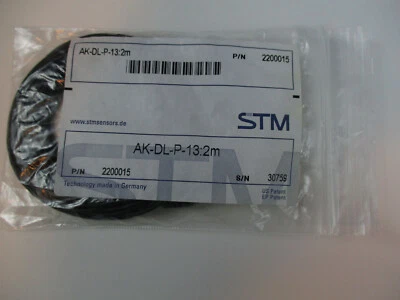 AK-DL-P-13:2m P/N 2200015
www.stmsensors.de
STM
STM
AK-DL-P-13:2m
P/N 2200015 S/N 30759
Technology made in Germany
US Patent
EP Patent